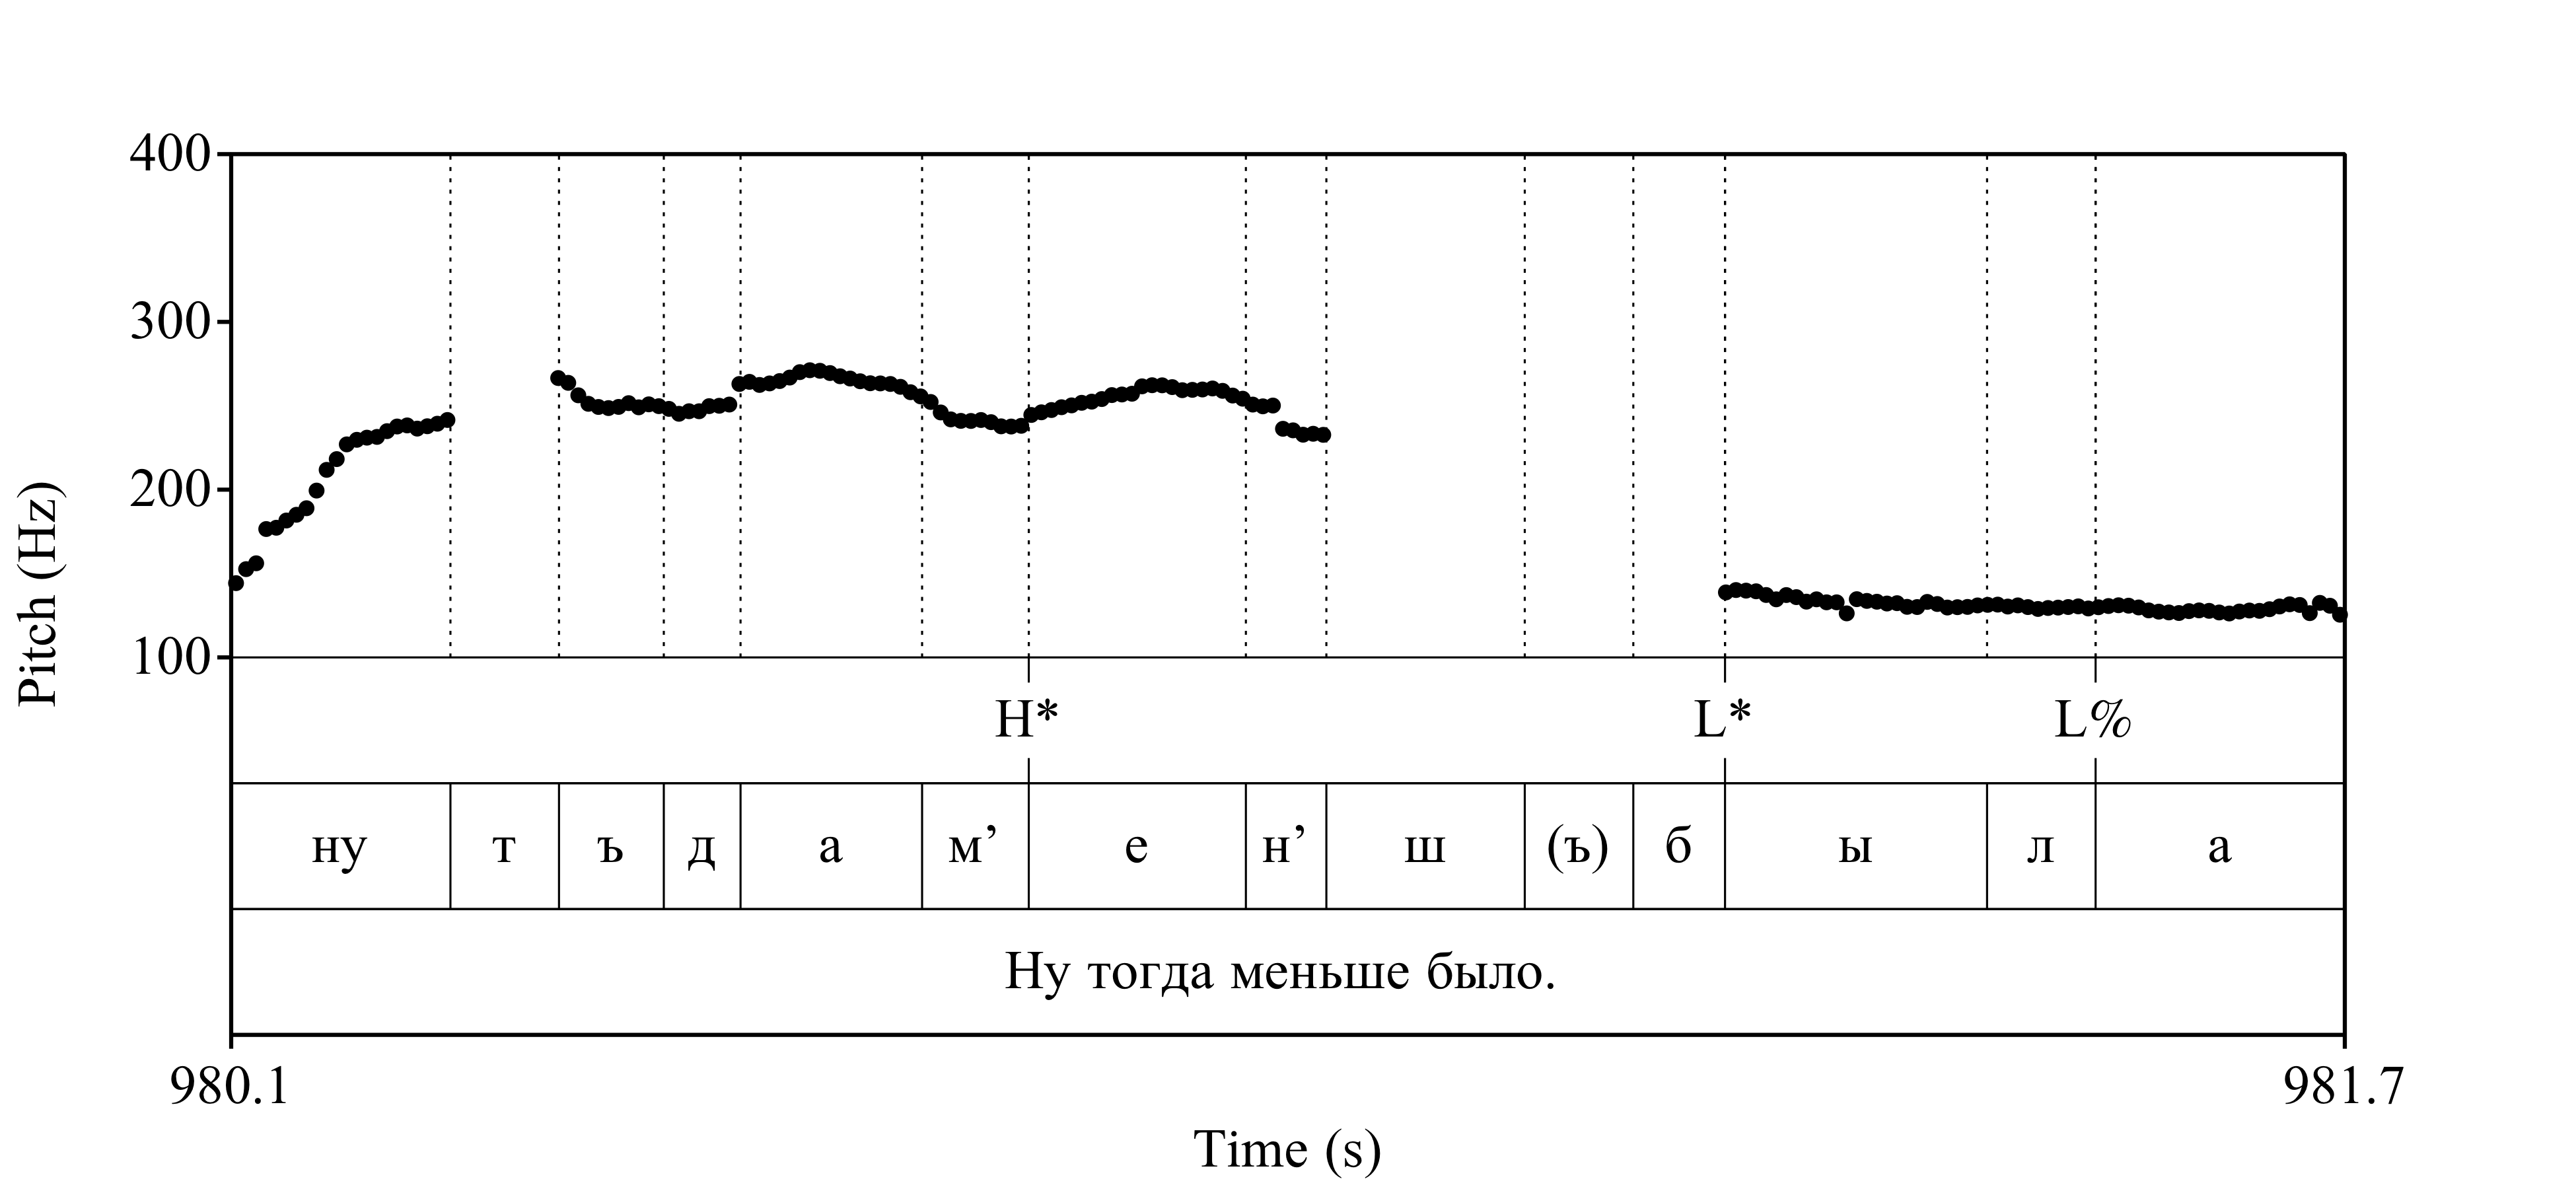 400
300
200
100
Pitch (Hz)
H* L* L%
ну т ъ д а м’ е н’ ш (ъ) б ы л а
Ну тогда меньше было.
980.1 981.7
Time (s)